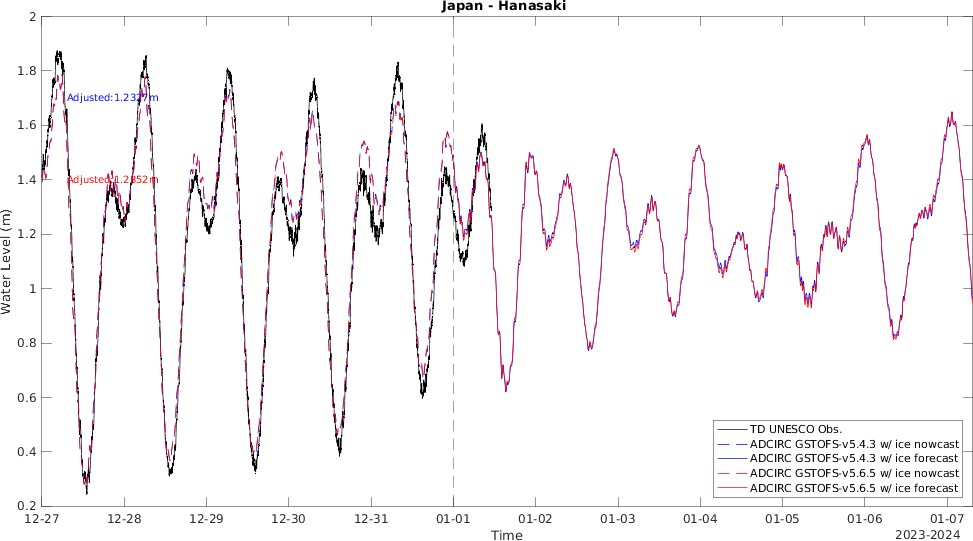 Japan - Hanasaki
2
1.8
1.6
1.4
1.2
1
0.8
0.6
0.4
0.2
Water Level (m)
Adjusted:1.2327m
Adjusted:1.2852m
TD UNESCO Obs.
ADCIRC GSTOFS-v5.4.3 w/ ice nowcast
ADCIRC GSTOFS-v5.4.3 w/ ice forecast
ADCIRC GSTOFS-v5.6.5 w/ ice nowcast
ADCIRC GSTOFS-v5.6.5 w/ ice forecast
12-27 12-28 12-29 12-30 12-31 01-01 01-02 01-03 01-04 01-05 01-06 01-07
Time
2023-2024